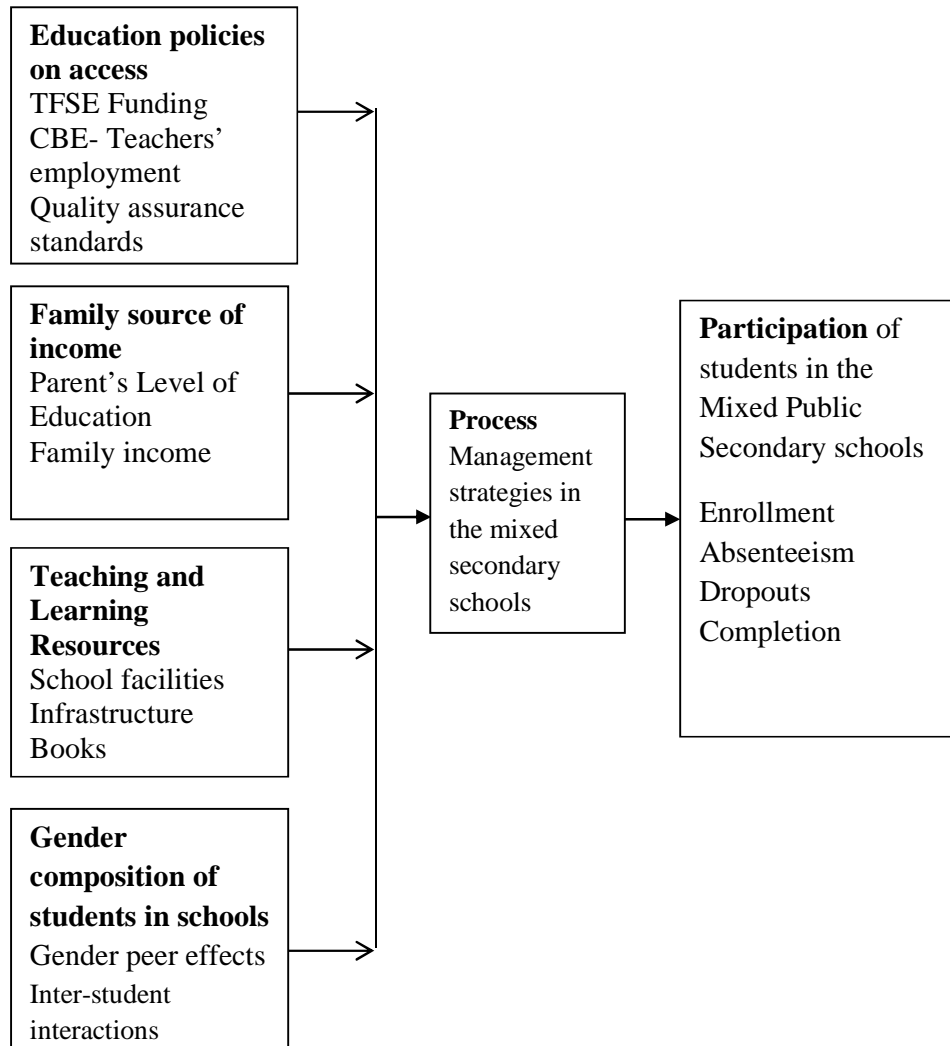 Education policies
on access
TFSE Funding
CBE- Teachers’
employment
Quality assurance
standards
Family source of
income
Parent’s Level of
Education
Family income
Teaching and
Learning
Resources
School facilities
Infrastructure
Books
Gender
composition of
students in schools
Gender peer effects
Inter-student
interactions
Process
Management
strategies in
the mixed
secondary
schools
Participation of
students in the
Mixed Public
Secondary schools
Enrollment
Absenteeism
Dropouts
Completion